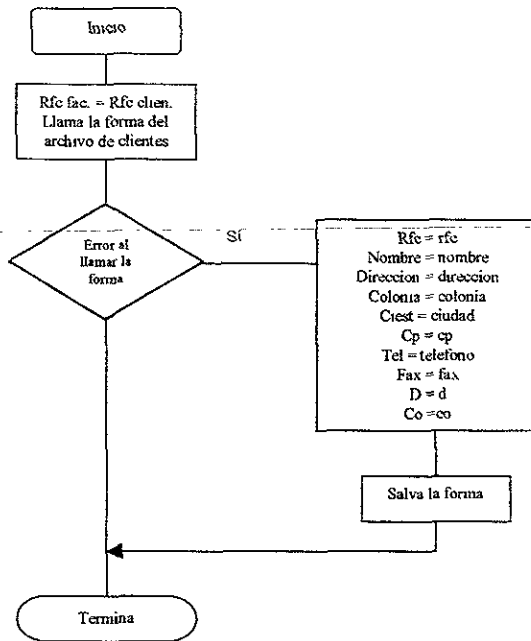 Inicio
Rfc fac. = Rfc clien.
Llama la forma del
archivo de clientes
Error al
llamar la
forma
SÍ
Rfc = rfc
Nombre = nombre
Direccion = direccion
Colonia = colonia
Ciest = ciudad
Cp = cp
Tel = telefono
Fax = fax
D = d
Co =co
Salva la forma
Termina